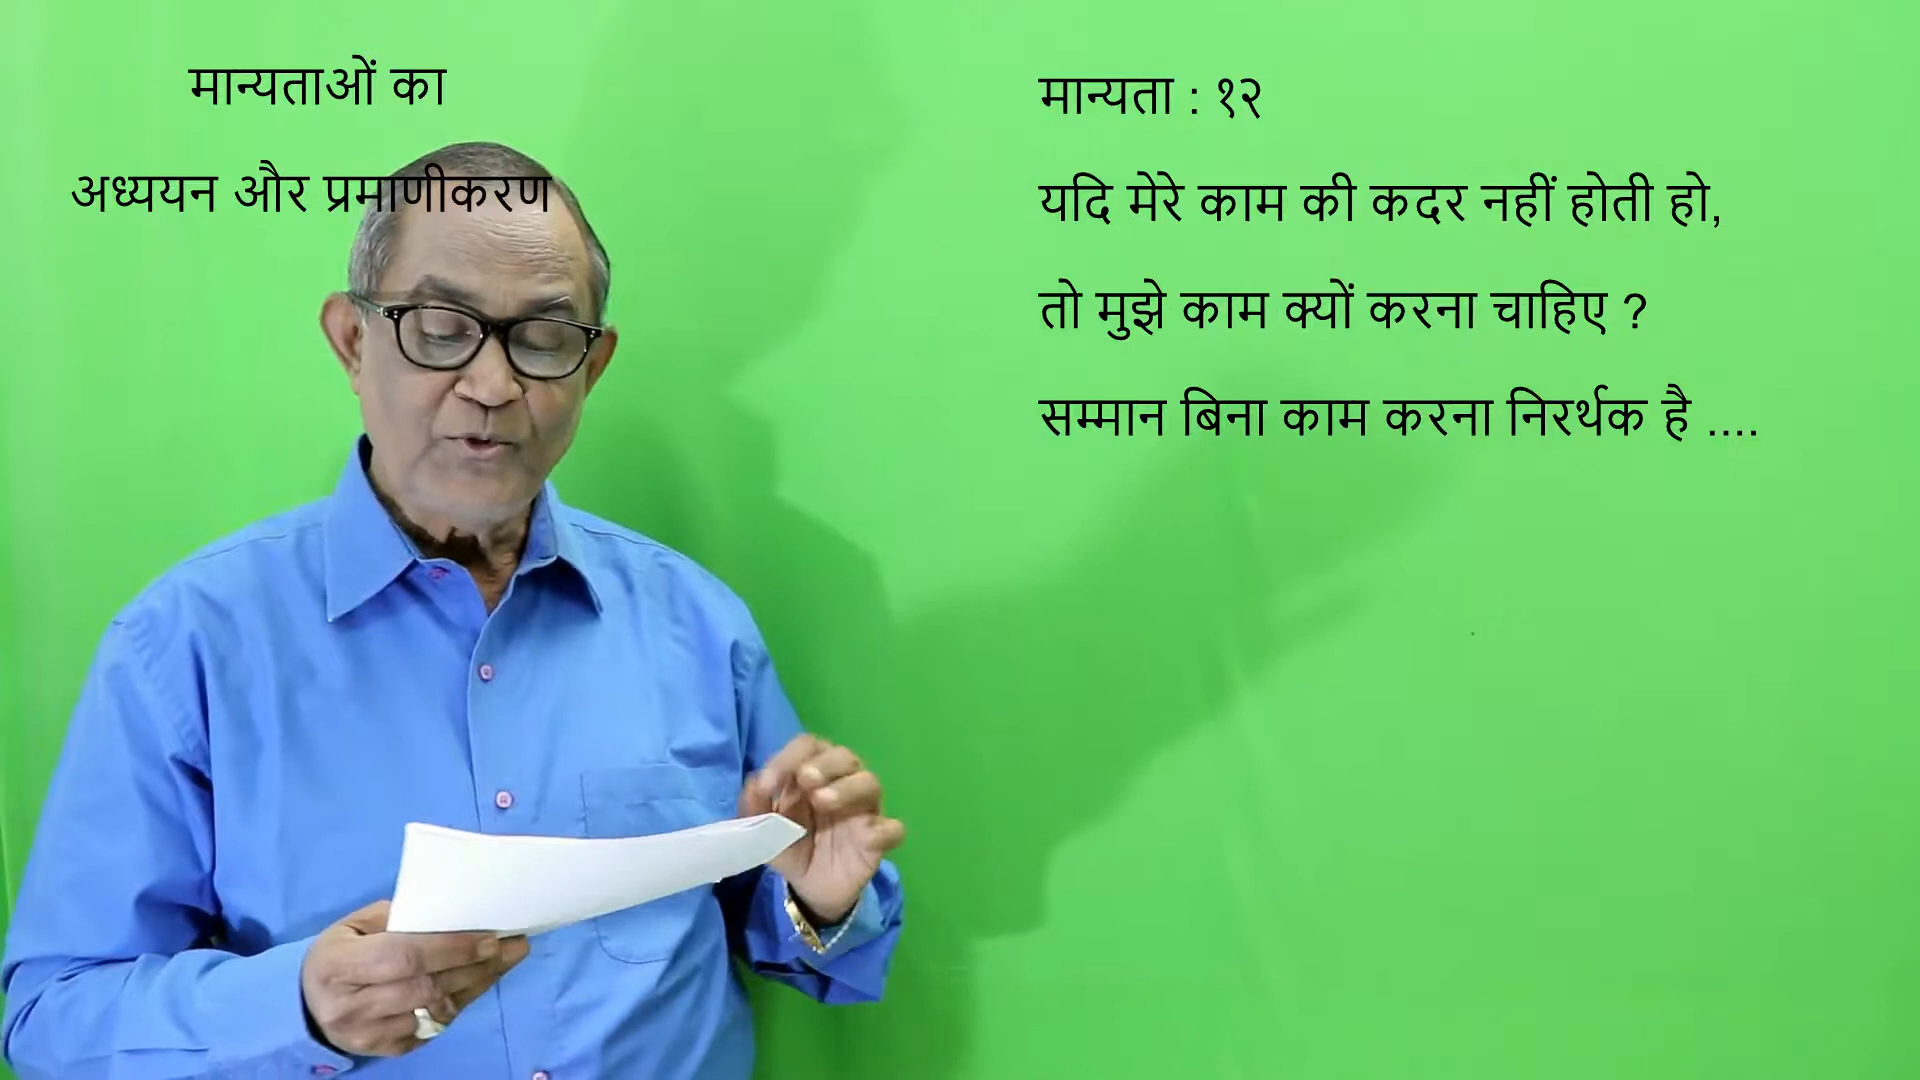 मान्यताओं का
अध्ययन और प्रमाणीकरण
मान्यता : १२
यदि मेरे काम की कदर नहीं होती हो,
तो मुझे काम क्यों करना चाहिए ?
सम्मान बिना काम करना निरर्थक है ....